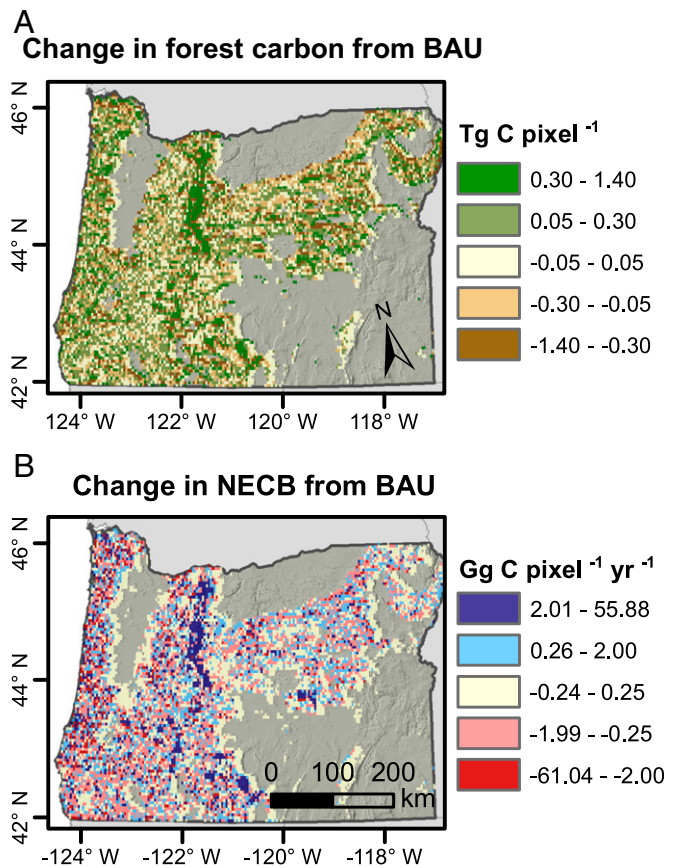 A
Change in forest carbon from BAU
46° N
44° N
42° N
124° W
122° W
120° W
118° W
N
Tg C pixel -1
0.30 - 1.40
0.05 - 0.30
-0.05 - 0.05
-0.30 - -0.05
-1.40 - -0.30
B
Change in NECB from BAU
46° N
44° N
42° N
-124° W
-122° W
-120° W
-118° W
0 100 200
km
Gg C pixel -1 yr -1
2.01 - 55.88
0.26 - 2.00
-0.24 - 0.25
-1.99 - -0.25
-61.04 - -2.00